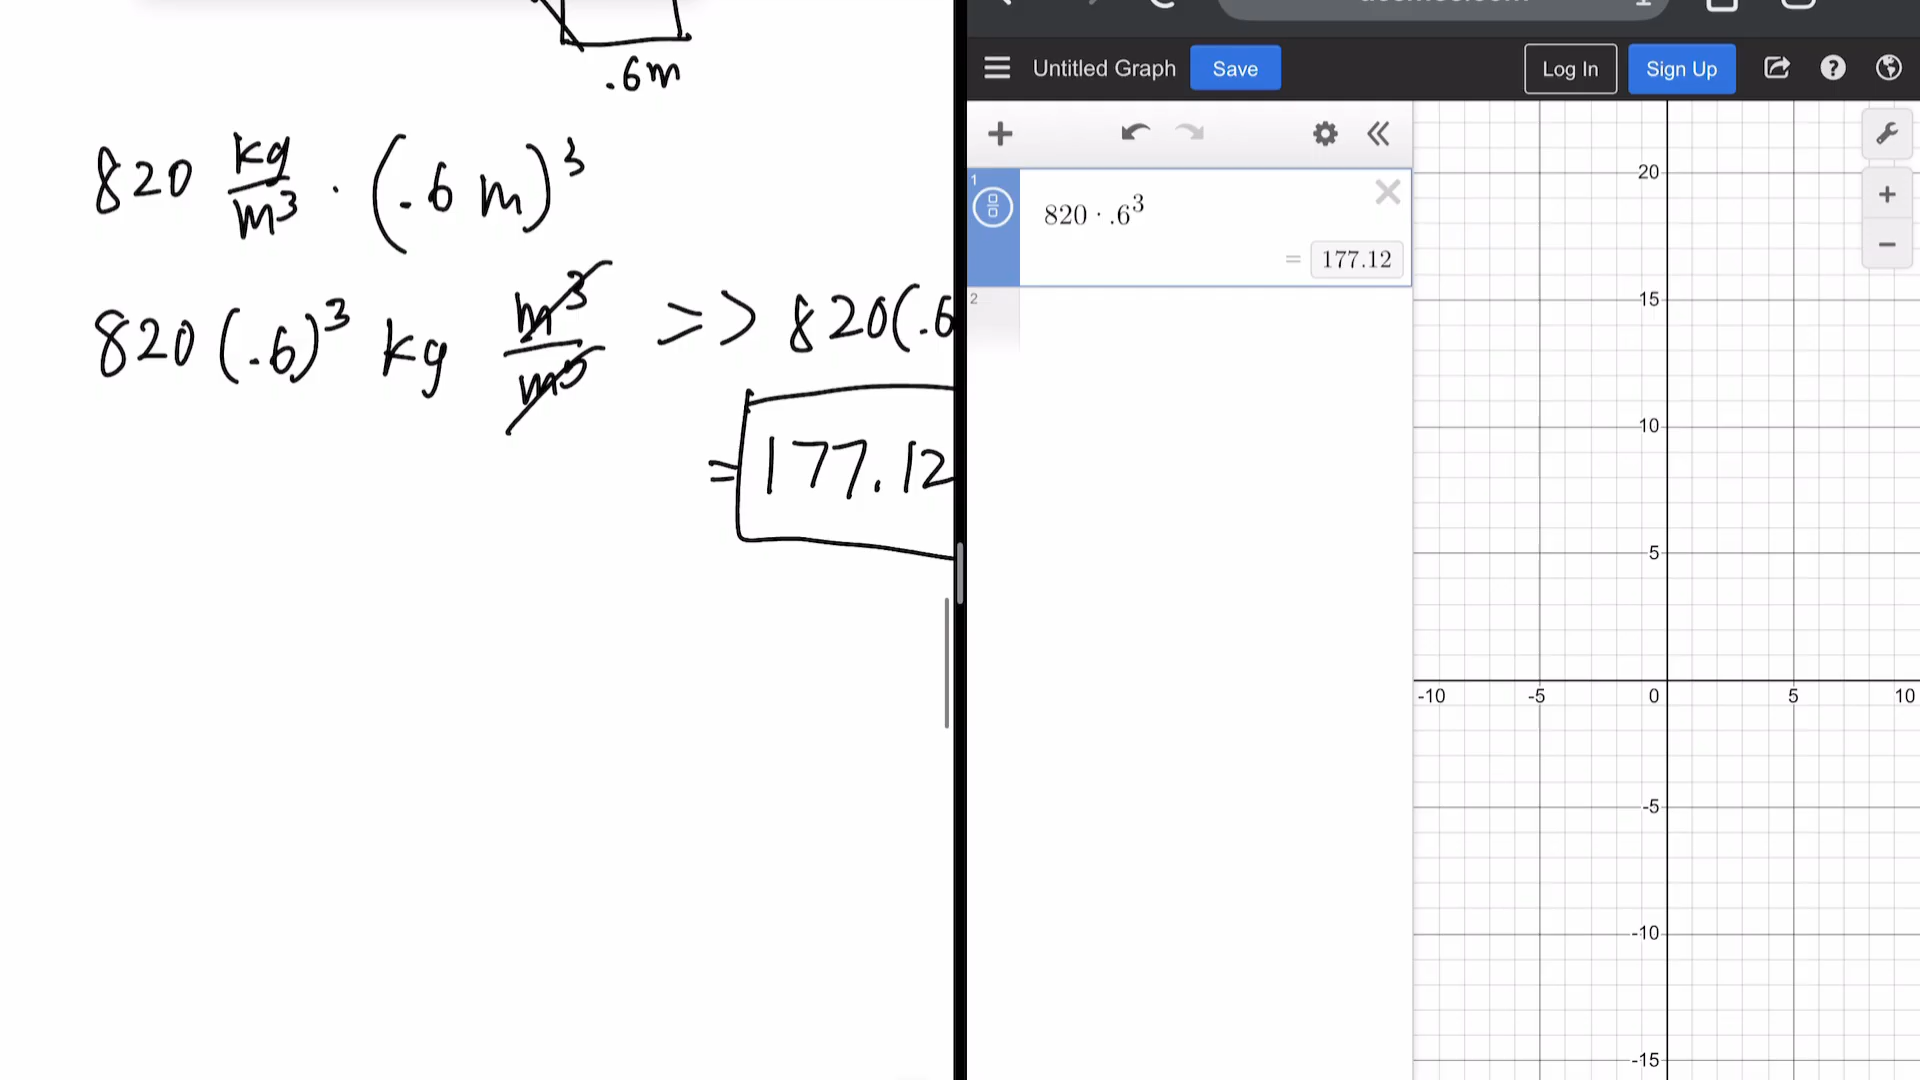 .6m
820 kg/m³ · (.6 m)³
820 (.6)³ kg m³/m³ => 820(.6
= 177.12
Untitled Graph Save Log In Sign Up
1
820 · .6³
= 177.12
2
20
15
10
5
-10 -5 0 5 10
-5
-10
-15